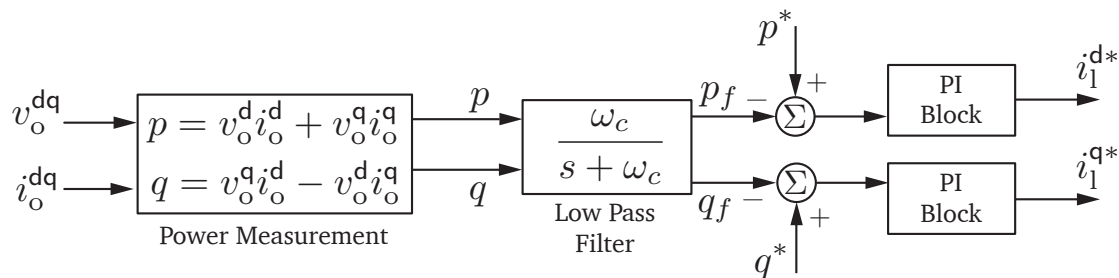 p*
v_o^dq
i_o^dq
p = v_o^d i_o^d + v_o^q i_o^q
q = v_o^q i_o^d − v_o^d i_o^q
Power Measurement
p
q
ω_c
s + ω_c
Low Pass
Filter
p_f −
+
Σ
PI
Block
i_l^d*
q_f −
Σ
+
q*
PI
Block
i_l^q*